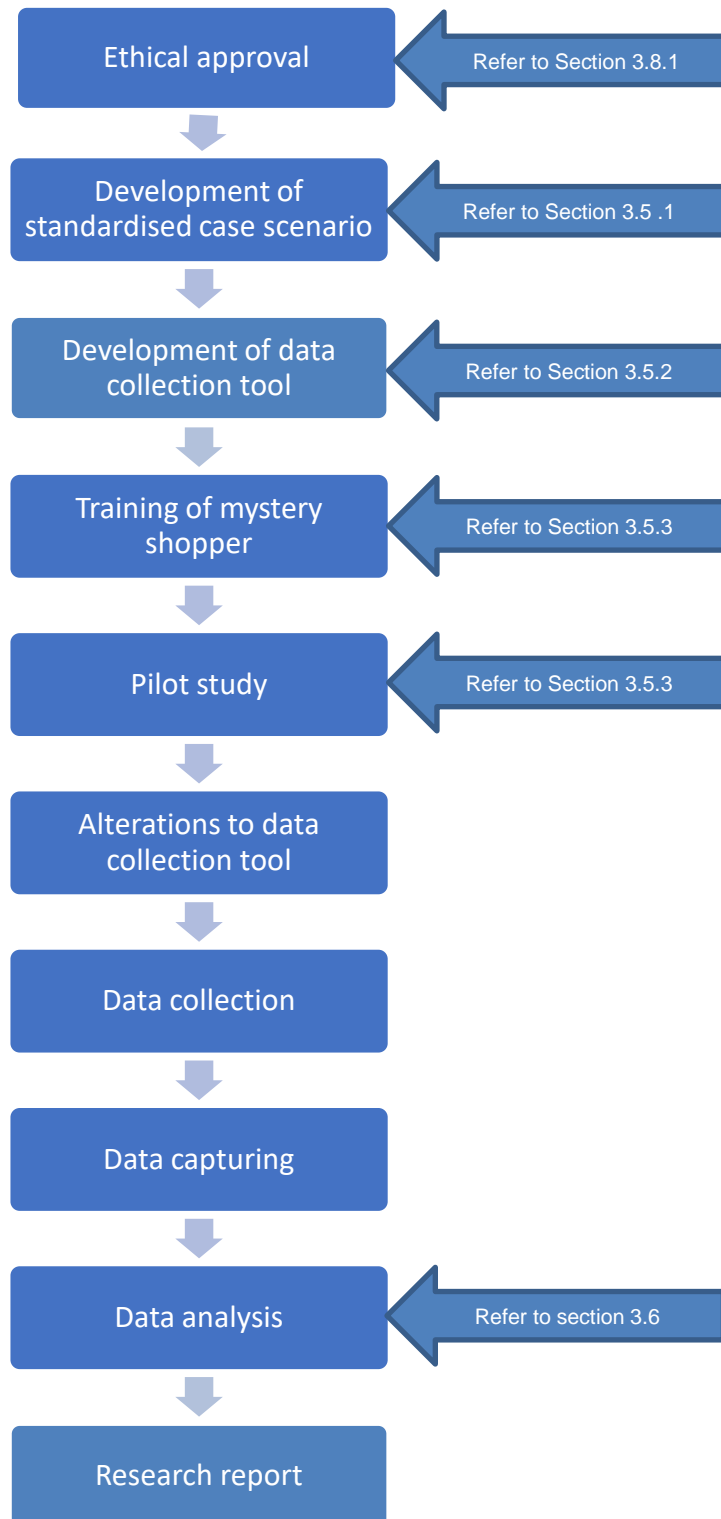 Ethical approval
Refer to Section 3.8.1
Development of
standardised case scenario
Refer to Section 3.5 .1
Development of data
collection tool
Refer to Section 3.5.2
Training of mystery
shopper
Refer to Section 3.5.3
Pilot study
Refer to Section 3.5.3
Alterations to data
collection tool
Data collection
Data capturing
Data analysis
Refer to section 3.6
Research report